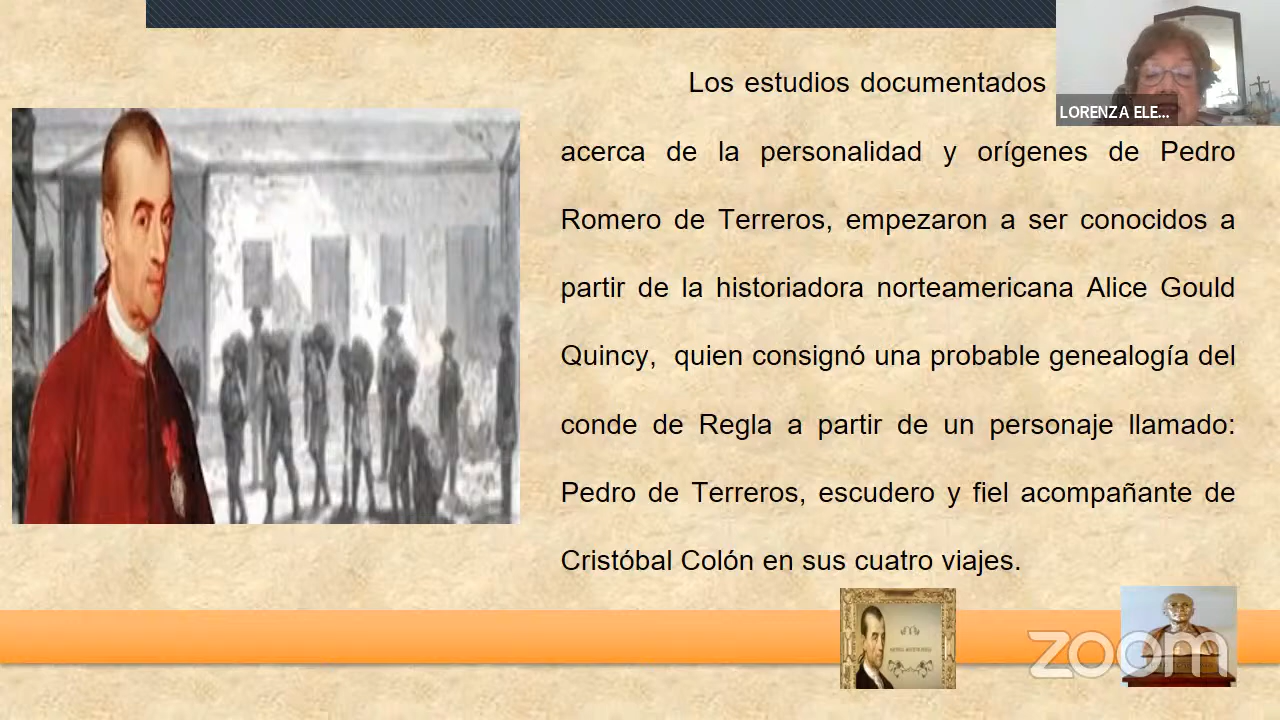 Los estudios documentados
LORENZA ELE...
acerca de la personalidad y orígenes de Pedro
Romero de Terreros, empezaron a ser conocidos a
partir de la historiadora norteamericana Alice Gould
Quincy, quien consignó una probable genealogía del
conde de Regla a partir de un personaje llamado:
Pedro de Terreros, escudero y fiel acompañante de
Cristóbal Colón en sus cuatro viajes.
zoom